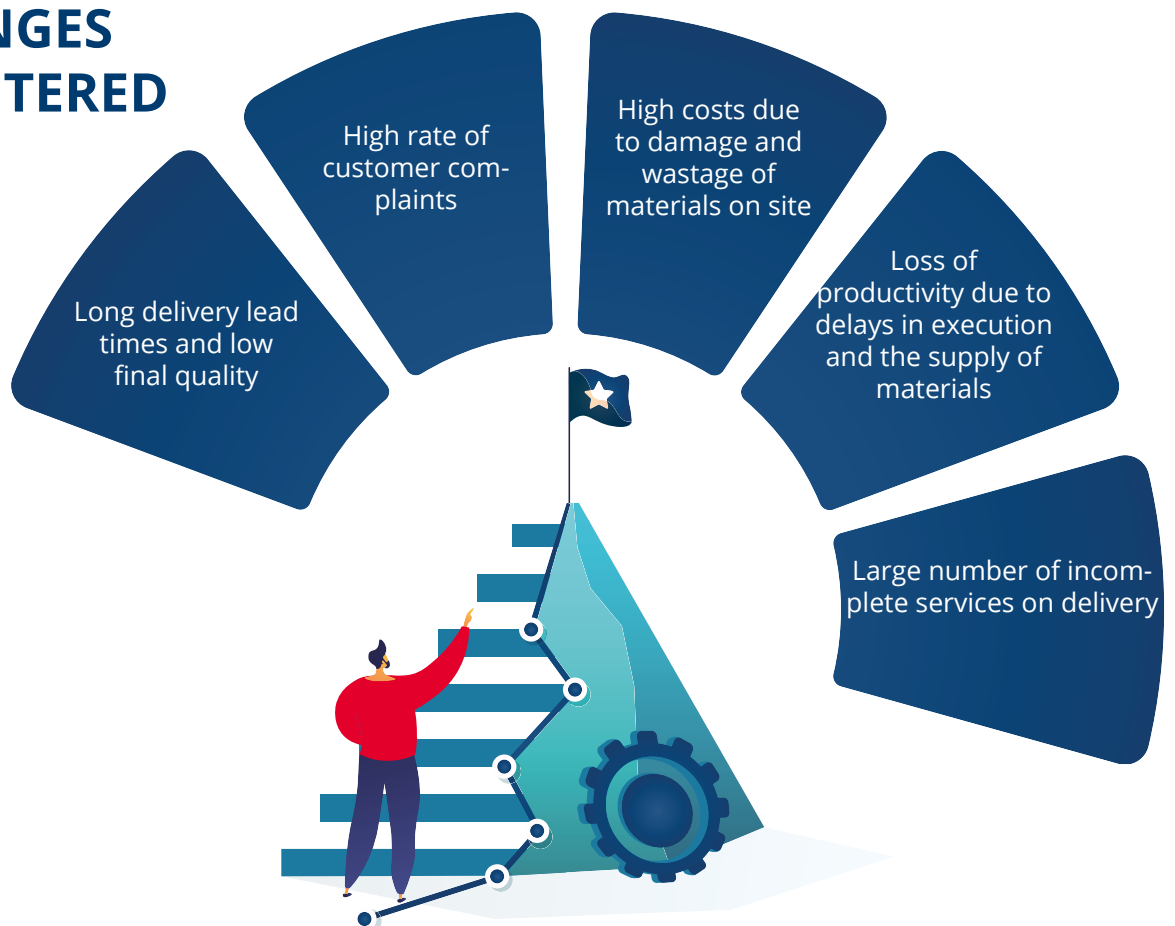 NGES
TERED
Long delivery lead
times and low
final quality
High rate of
customer com-
plaints
High costs due
to damage and
wastage of
materials on site
Loss of
productivity due to
delays in execution
and the supply of
materials
Large number of incom-
plete services on delivery